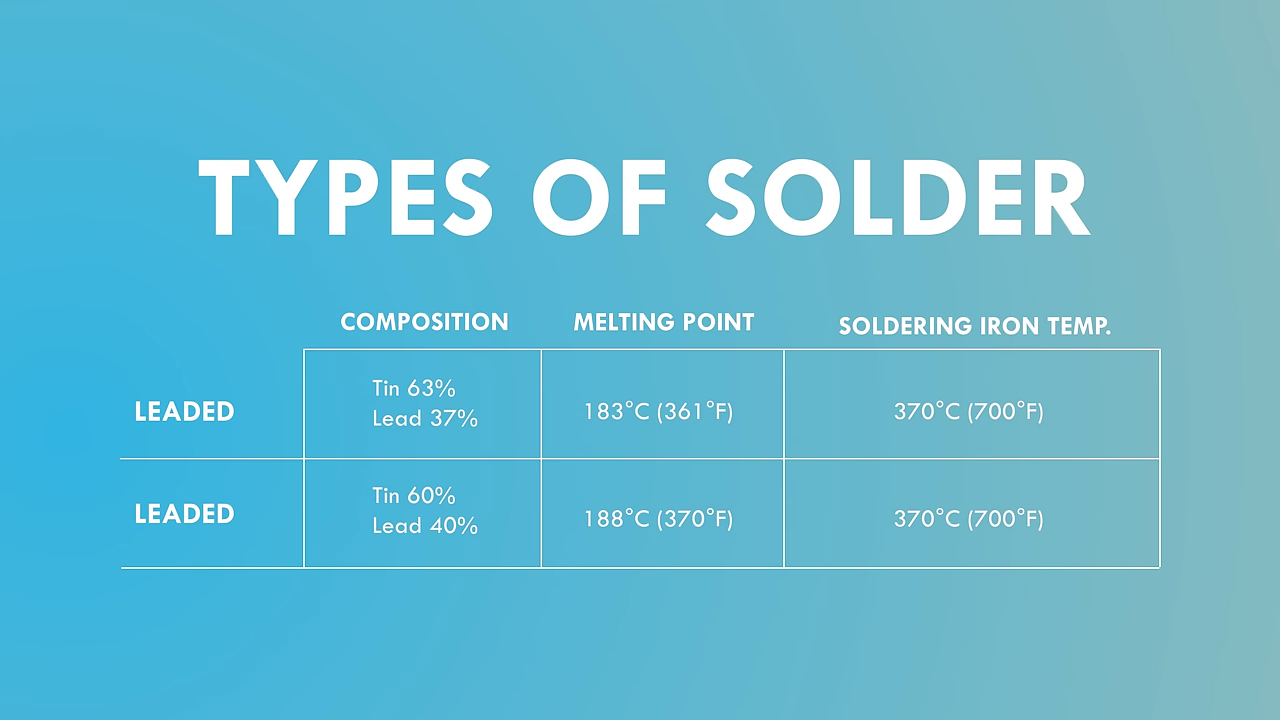 TYPES OF SOLDER
COMPOSITION MELTING POINT SOLDERING IRON TEMP.
LEADED
Tin 63%
Lead 37%
183°C (361°F)
370°C (700°F)
LEADED
Tin 60%
Lead 40%
188°C (370°F)
370°C (700°F)